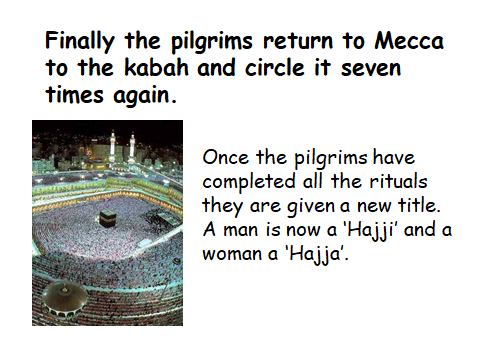 Finally the pilgrims return to Mecca
to the kabah and circle it seven
times again.
Once the pilgrims have
completed all the rituals
they are given a new title.
A man is now a ‘Hajji’ and a
woman a ‘Hajja’.